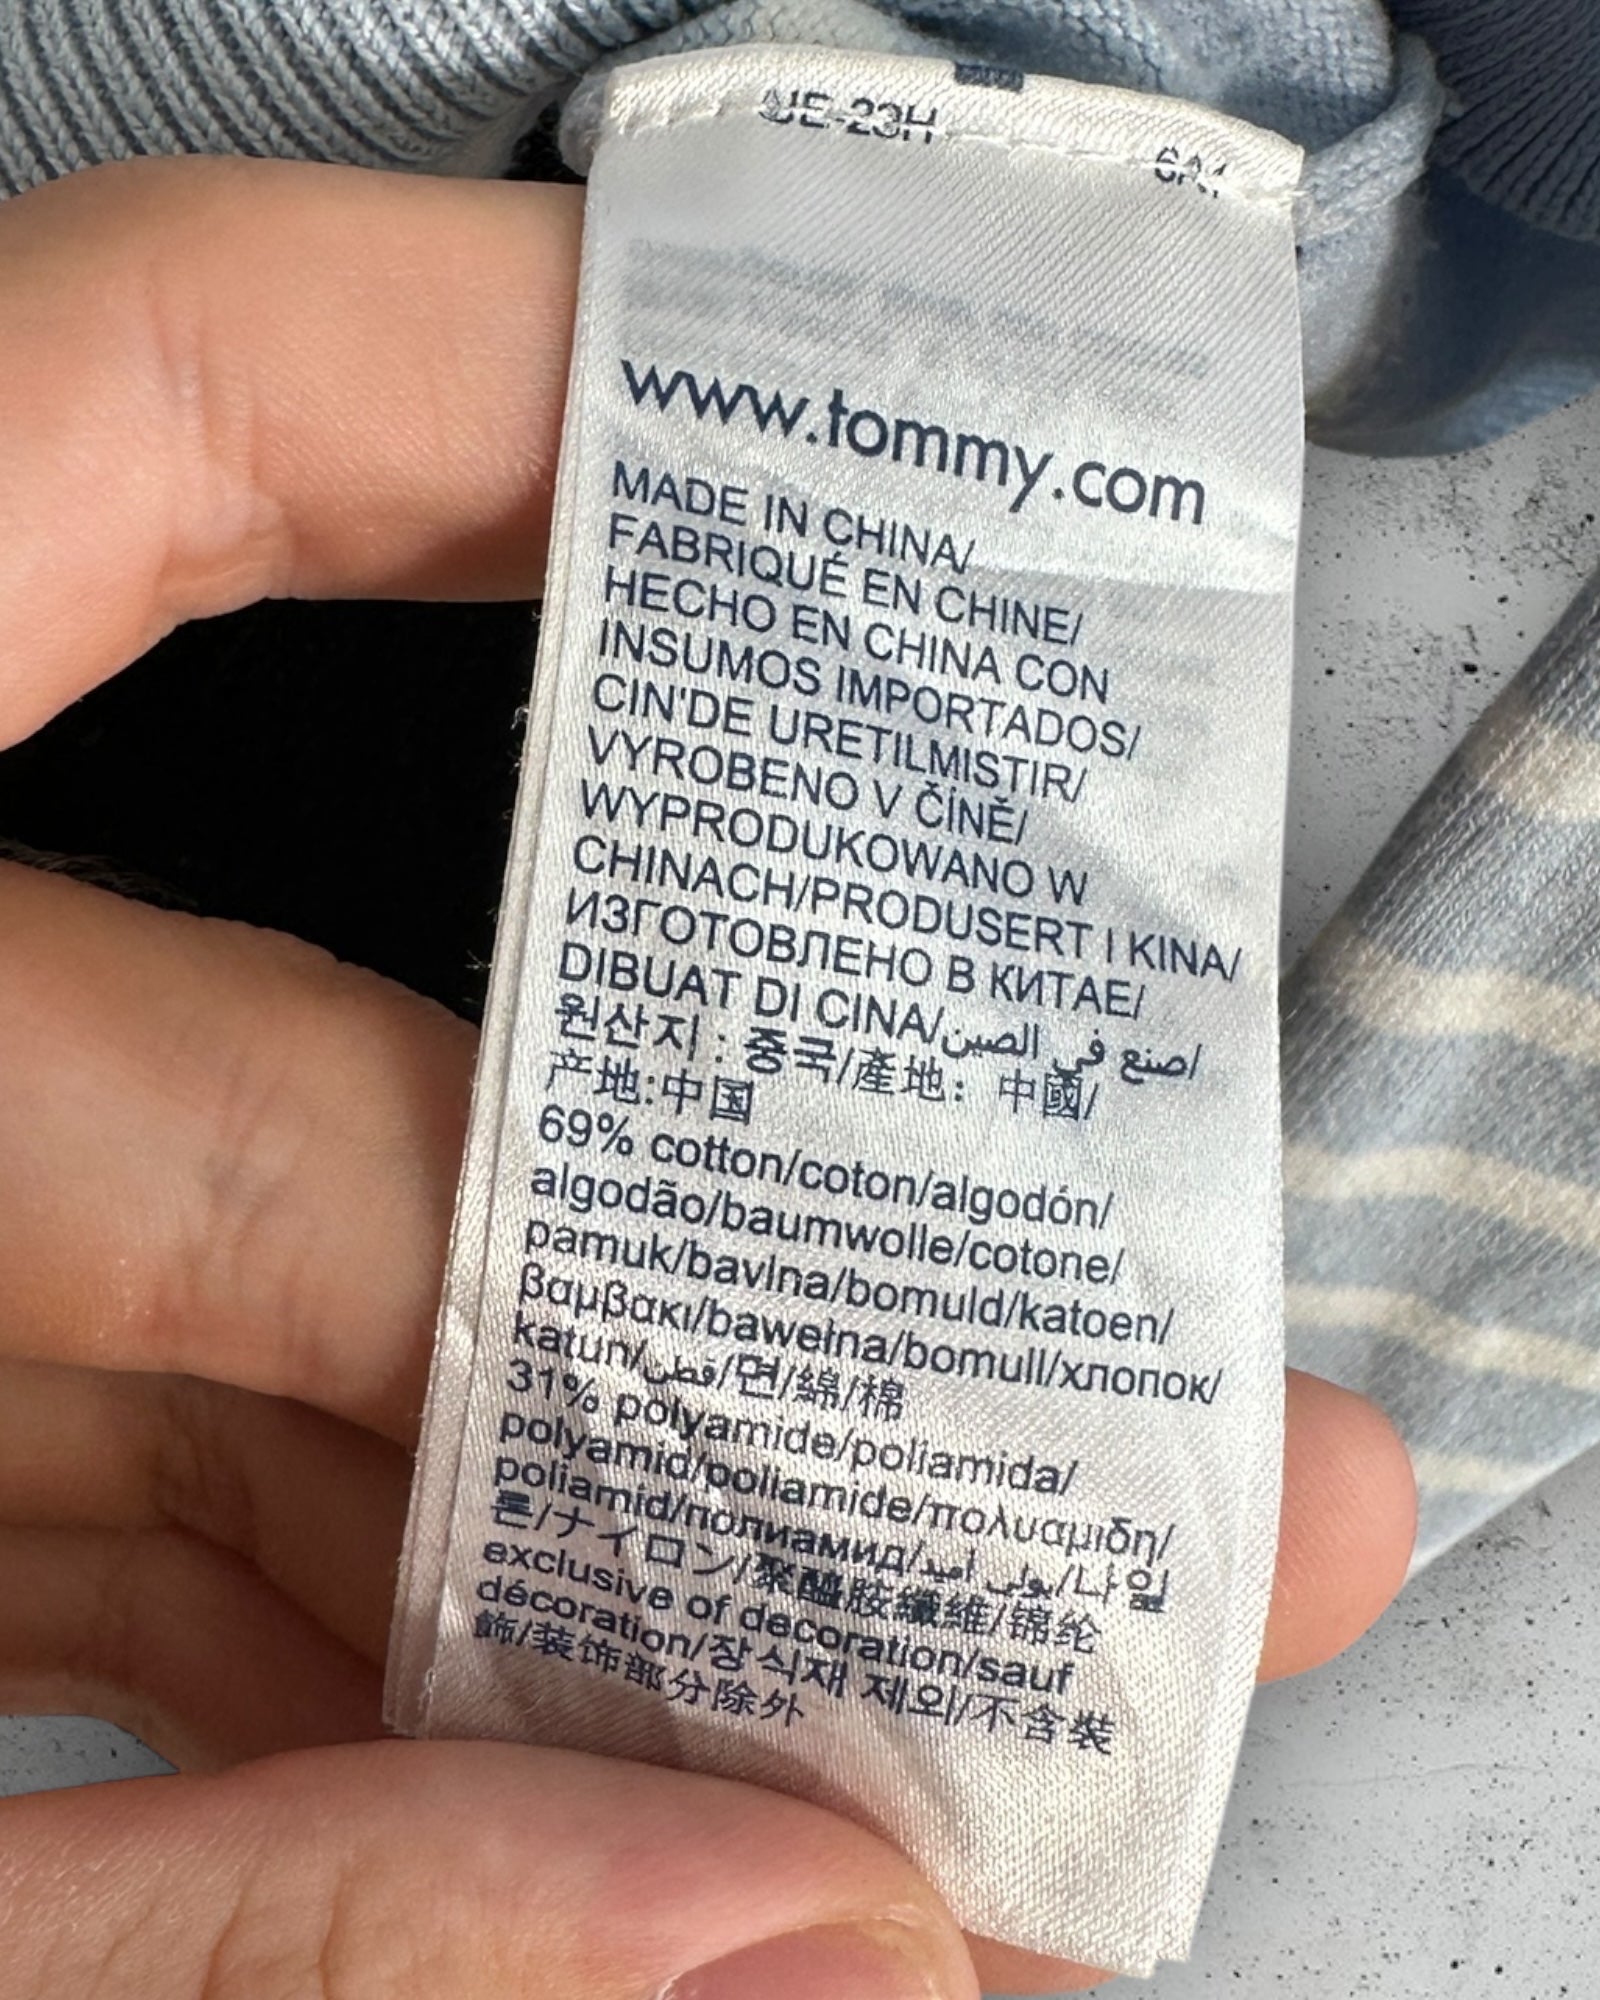 www.tommy.com
MADE IN CHINA/
FABRIQUÉ EN CHINE/
HECHO EN CHINA CON
INSUMOS IMPORTADOS/
CIN'DE URETILMISTIR/
VYROBENO V ČÍNĚ/
WYPRODUKOWANO W
CHINACH/PRODUSERT I KINA/
ИЗГОТОВЛЕНО В КИТАЕ/
DIBUAT DI CINA/صنع في الصين/
원산지 : 중국/產地: 中國/
产地:中国
69% cotton/coton/algodón/
algodão/baumwolle/cotone/
pamuk/bavlna/bomuld/katoen/
βαμβακι/bawełna/bomull/хлопок/
katun/قطن/면/綿/棉
31% polyamide/poliamida/
polyamid/poliamide/πολυαμιδη/
poliamid/полиамид/بولي اميد/나일
론/ナイロン/聚醯胺纖維/锦纶
exclusive of decoration/sauf
décoration/장식재 제외/不含裝
飾/装饰部分除外